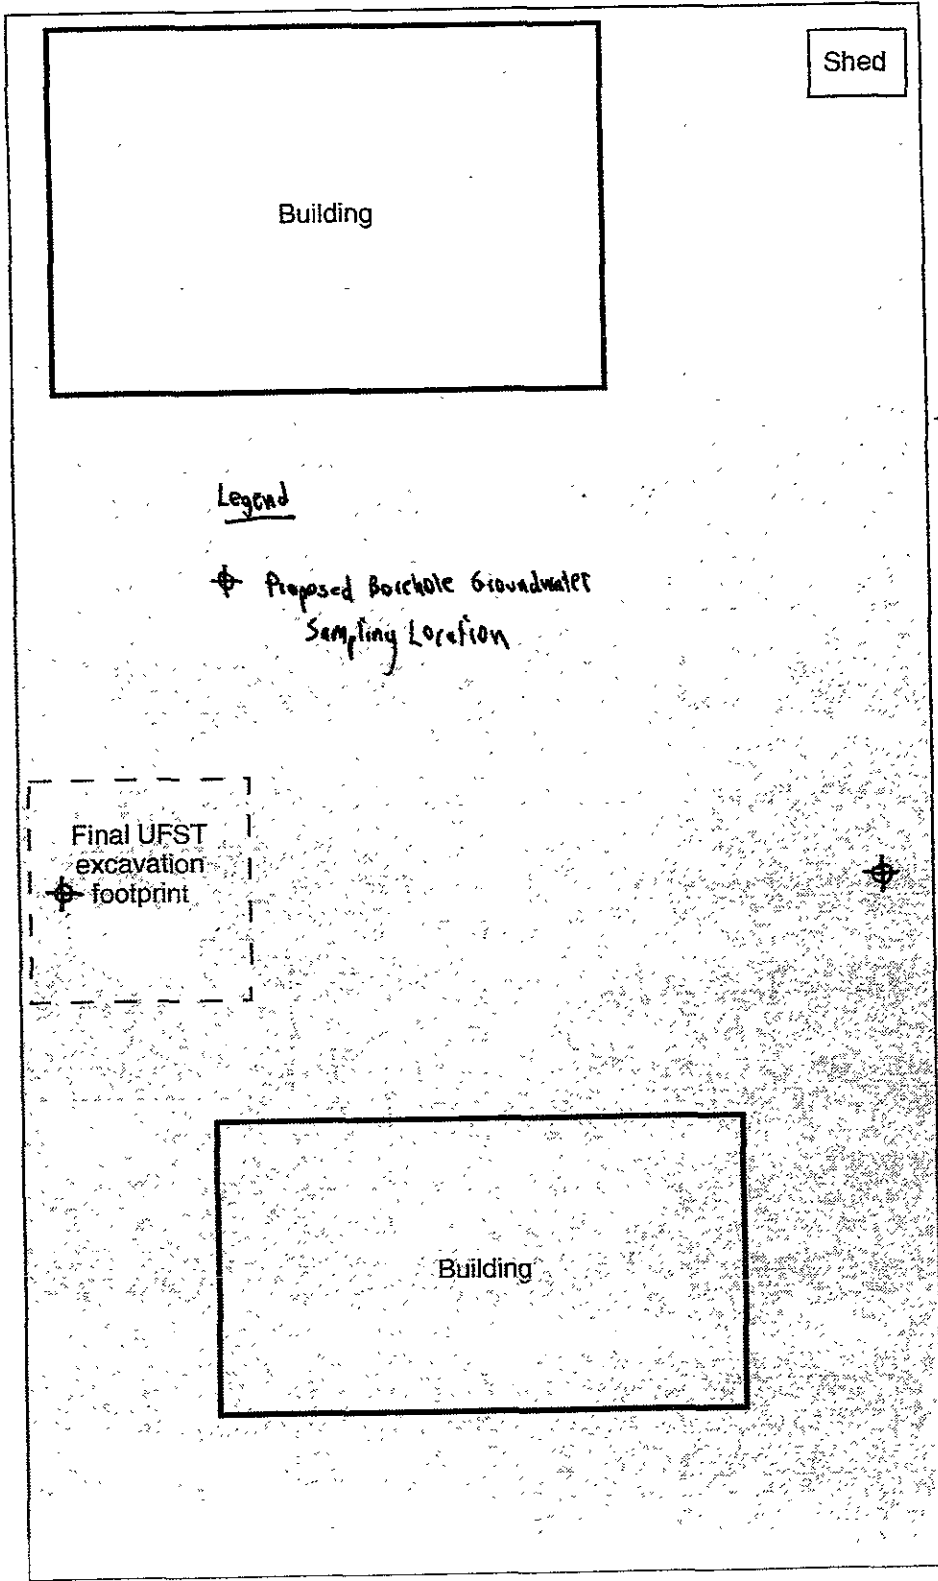 Shed
Building
Legend
Proposed Borehole Groundwater
Sampling Location
Final UFST
excavation
footprint
Building